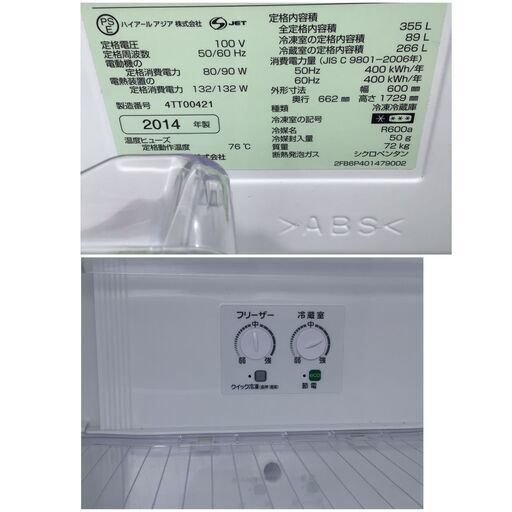 PS E ハイアール アジア 株式会社 JET
定格電圧 100 V
定格周波数 50/60 Hz
電動機の
定格消費電力 80/90 W
電熱装置の
定格消費電力 132/132 W
製造番号 4TT00421
2014 年製
温度ヒューズ
定格動作温度 76℃
株式会社
定格内容積
全定格内容積 355 L
冷凍室の定格内容積 89 L
冷蔵室の定格内容積 266 L
消費電力量 (JIS C 9801-2006年)
50Hz 400 kWh/年
60Hz 400 kWh/年
外形寸法 幅 600 mm
奥行 662 mm 高さ 1729 mm
種類 冷凍冷蔵庫
冷凍室の記号
冷媒名 R600a
冷媒封入量 50 g
質量 72 kg
断熱発泡ガス シクロペンタン
2FB6P401479002
>ABS<
フリーザー 冷蔵室
中 中
弱 強 弱 強
クイック冷凍
eco
節電